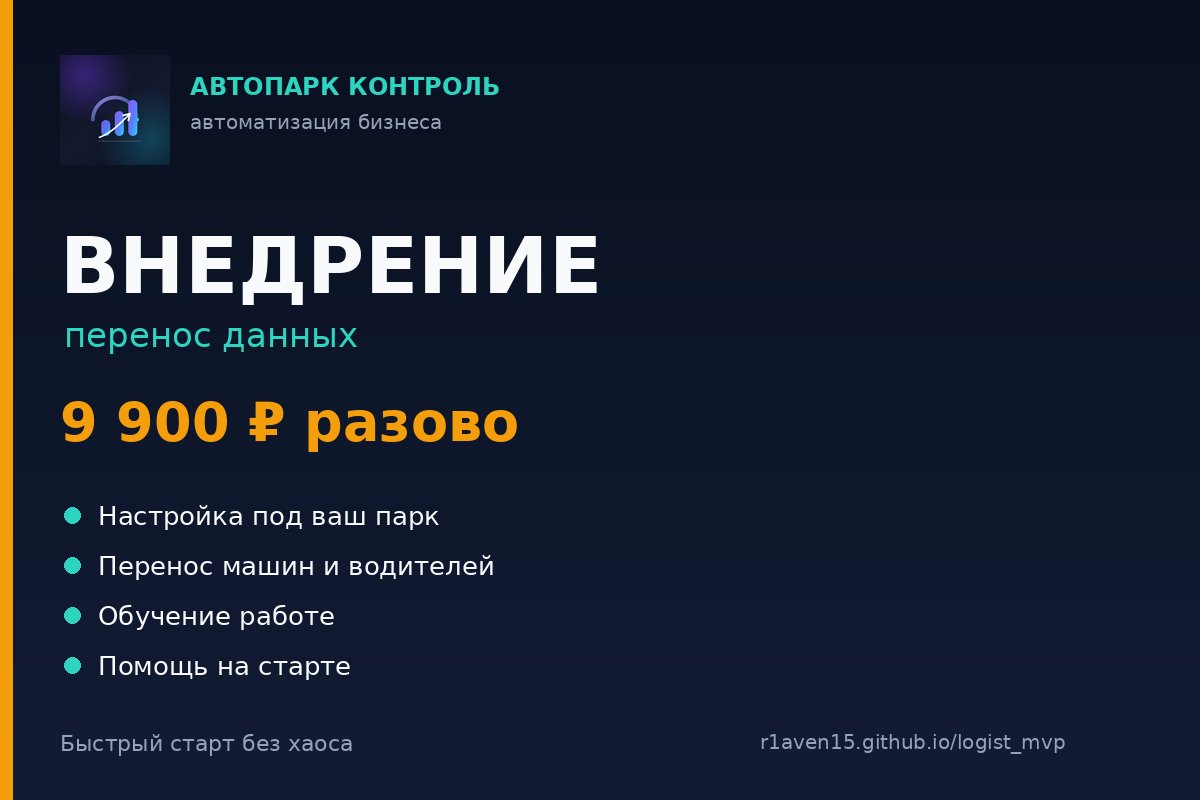 АВТОПАРК КОНТРОЛЬ
автоматизация бизнеса
ВНЕДРЕНИЕ
перенос данных
9 900 ₽ разово
Настройка под ваш парк
Перенос машин и водителей
Обучение работе
Помощь на старте
Быстрый старт без хаоса
r1aven15.github.io/logist_mvp